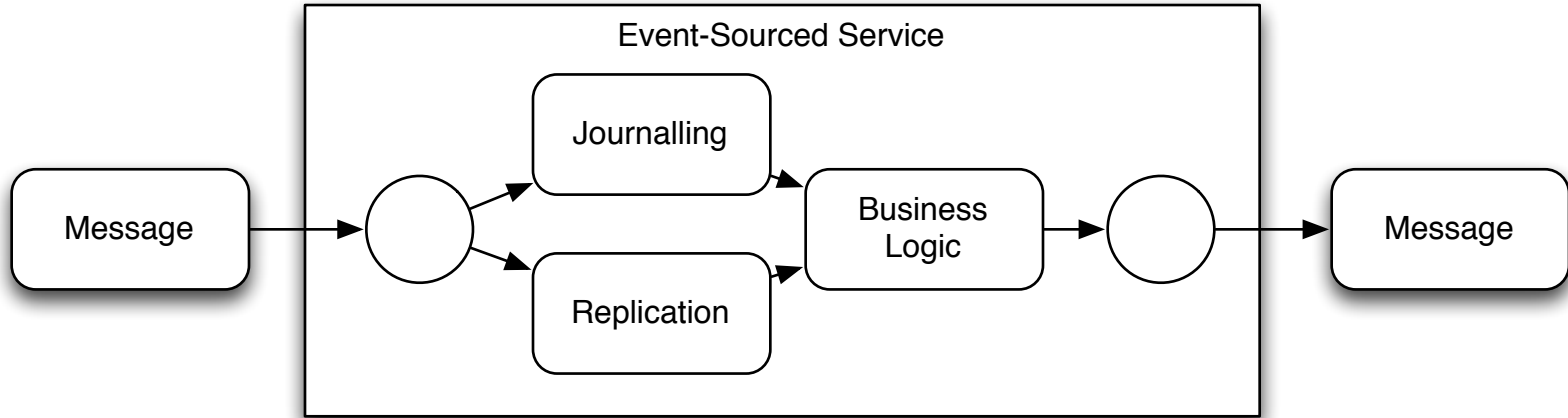 Event-Sourced Service
Message
Journalling
Replication
Business
Logic
Message